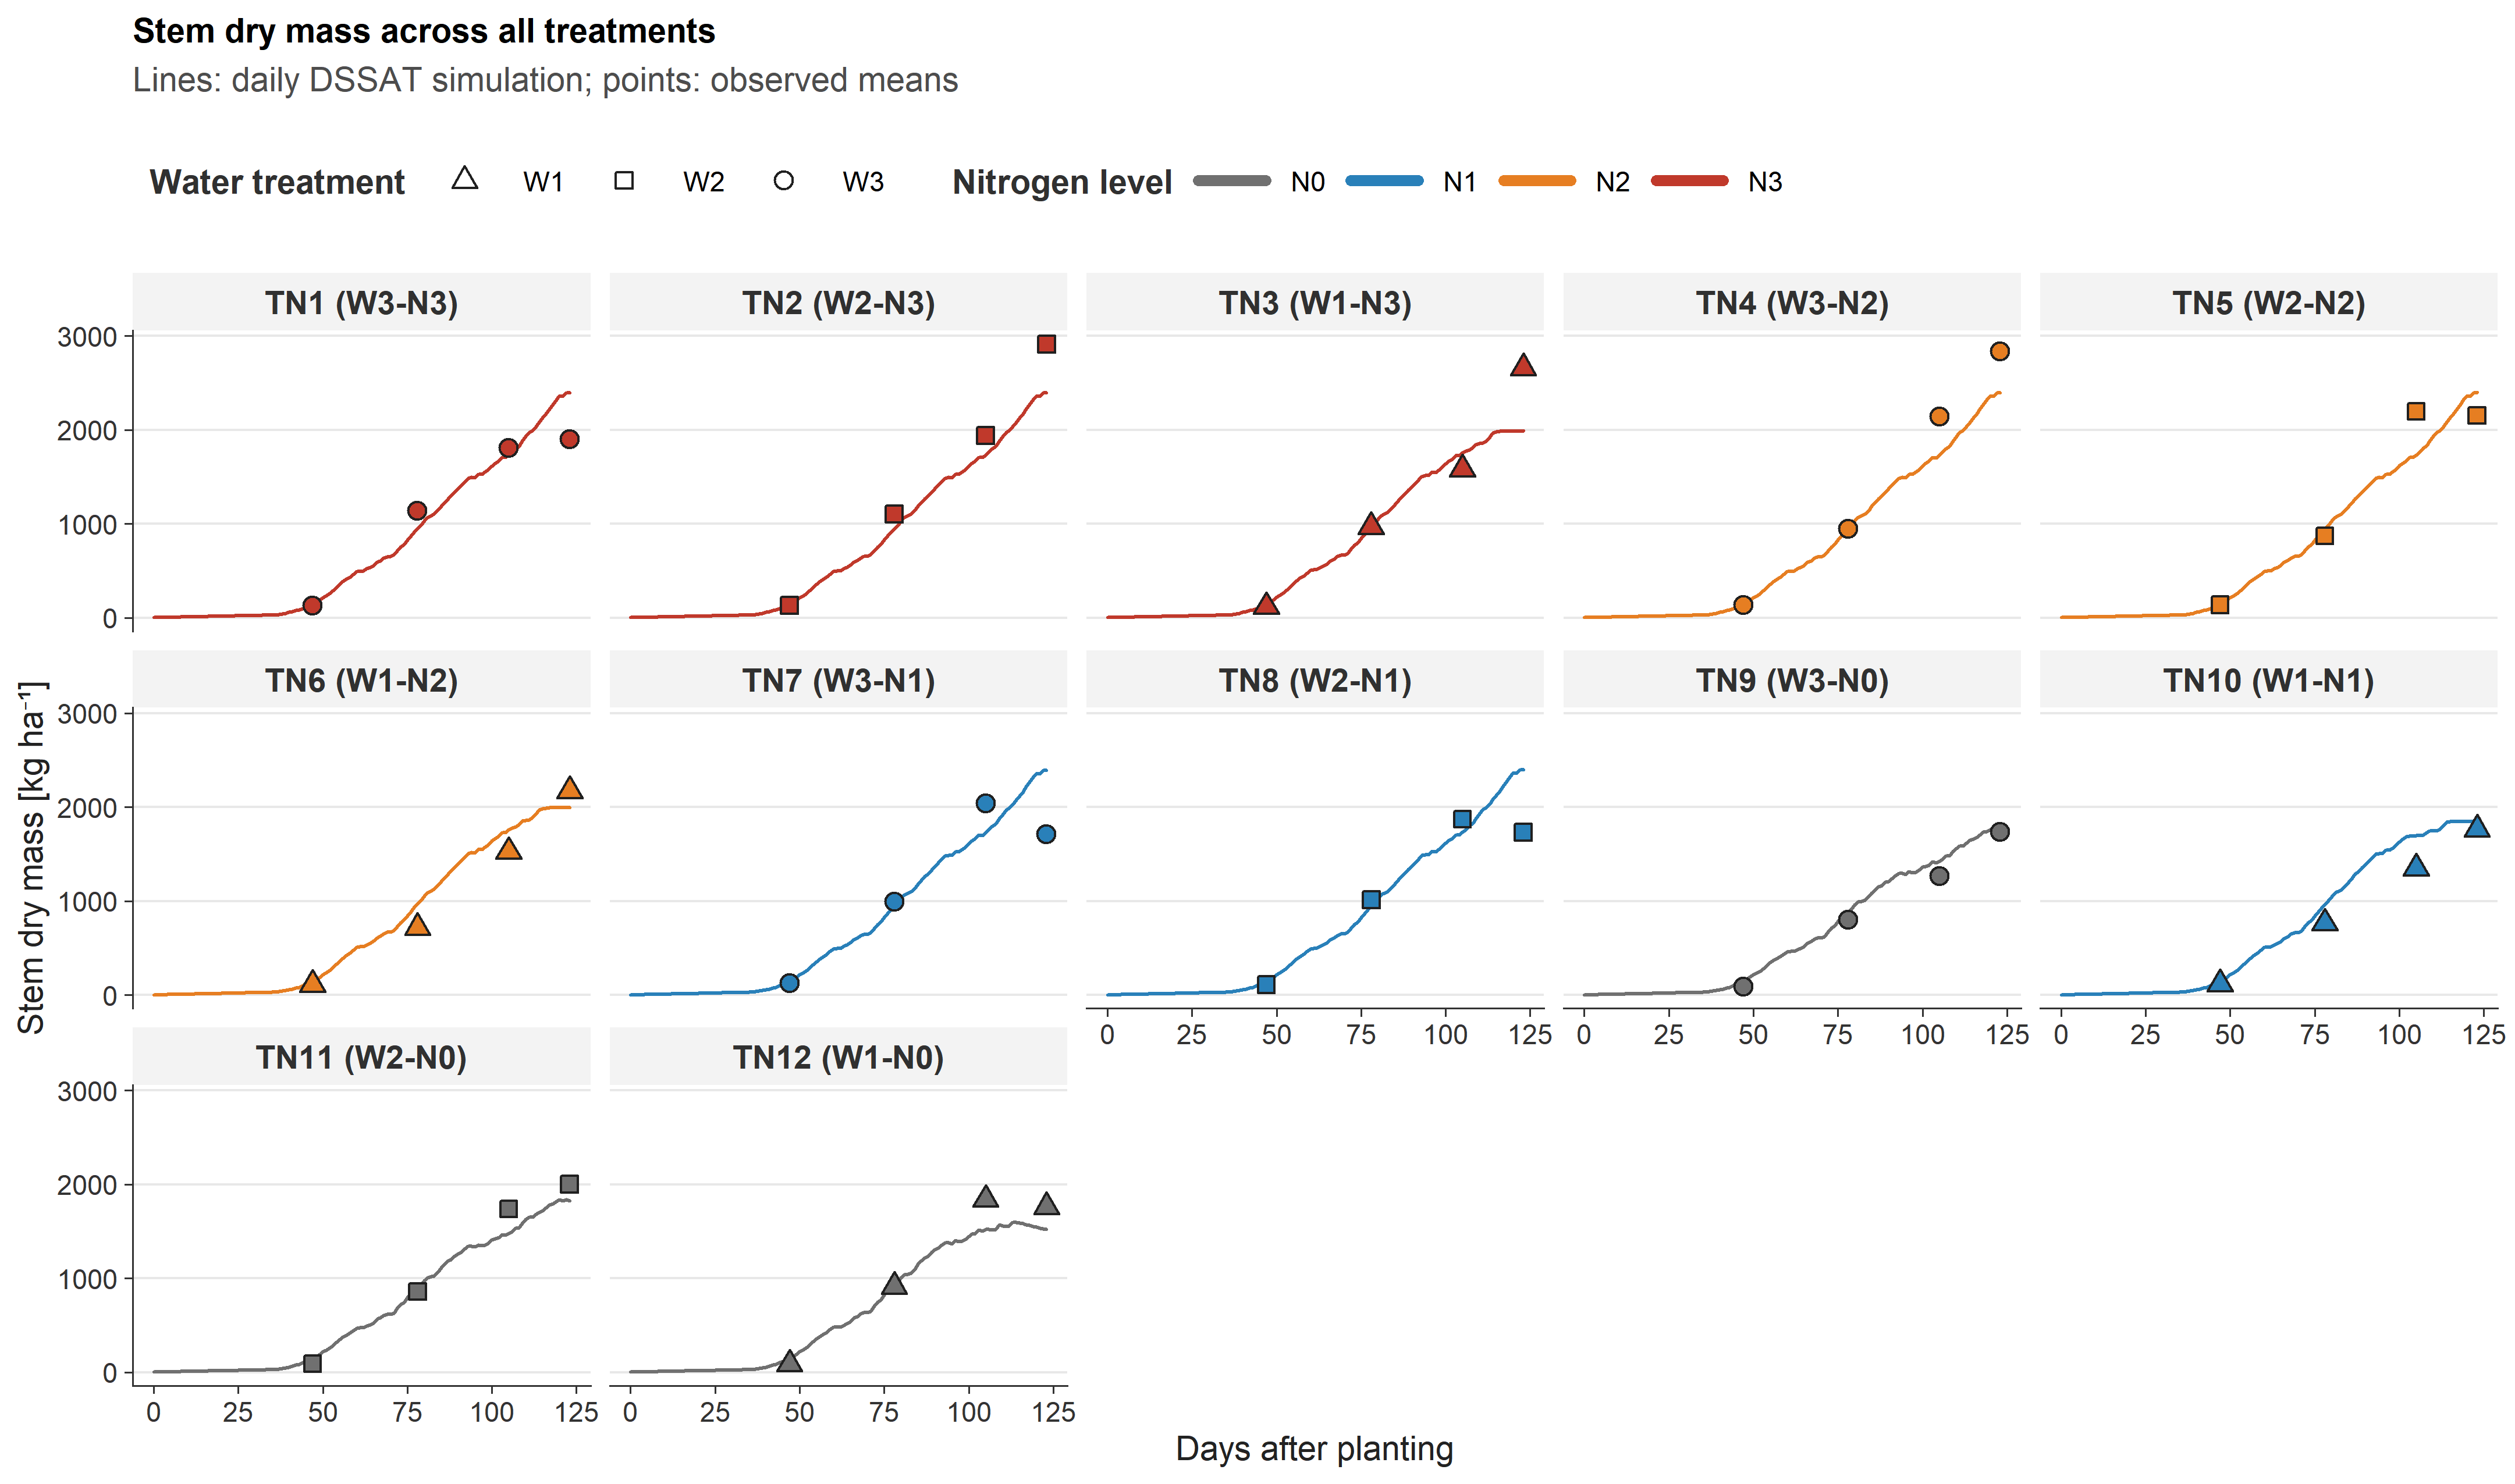 Stem dry mass across all treatments
Lines: daily DSSAT simulation; points: observed means
Water treatment W1 W2 W3 Nitrogen level N0 N1 N2 N3
TN1 (W3-N3) TN2 (W2-N3) TN3 (W1-N3) TN4 (W3-N2) TN5 (W2-N2)
3000
2000
1000
0
TN6 (W1-N2) TN7 (W3-N1) TN8 (W2-N1) TN9 (W3-N0) TN10 (W1-N1)
3000
2000
1000
0
0 25 50 75 100 125 0 25 50 75 100 125 0 25 50 75 100 125
TN11 (W2-N0) TN12 (W1-N0)
3000
2000
1000
0
0 25 50 75 100 125 0 25 50 75 100 125
Stem dry mass [kg ha⁻¹]
Days after planting